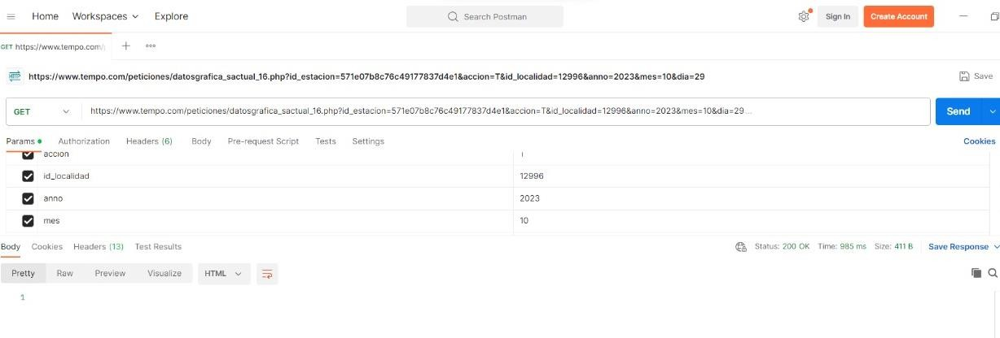 Home Workspaces Explore Search Postman Sign In Create Account
GET https://www.tempo.com/
HTTP https://www.tempo.com/peticiones/datosgrafica_sactual_16.php?id_estacion=571e07b8c76c49177837d4e1&accion=T&id_localidad=12996&anno=2023&mes=10&dia=29 Save
GET https://www.tempo.com/peticiones/datosgrafica_sactual_16.php?id_estacion=571e07b8c76c49177837d4e1&accion=T&id_localidad=12996&anno=2023&mes=10&dia=29... Send
Params Authorization Headers (6) Body Pre-request Script Tests Settings Cookies
accion T
id_localidad 12996
anno 2023
mes 10
Body Cookies Headers (13) Test Results Status: 200 OK Time: 985 ms Size: 411 B Save Response
Pretty Raw Preview Visualize HTML
1